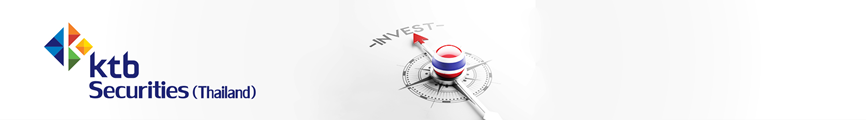 ktb
Securities (Thailand)
INVEST